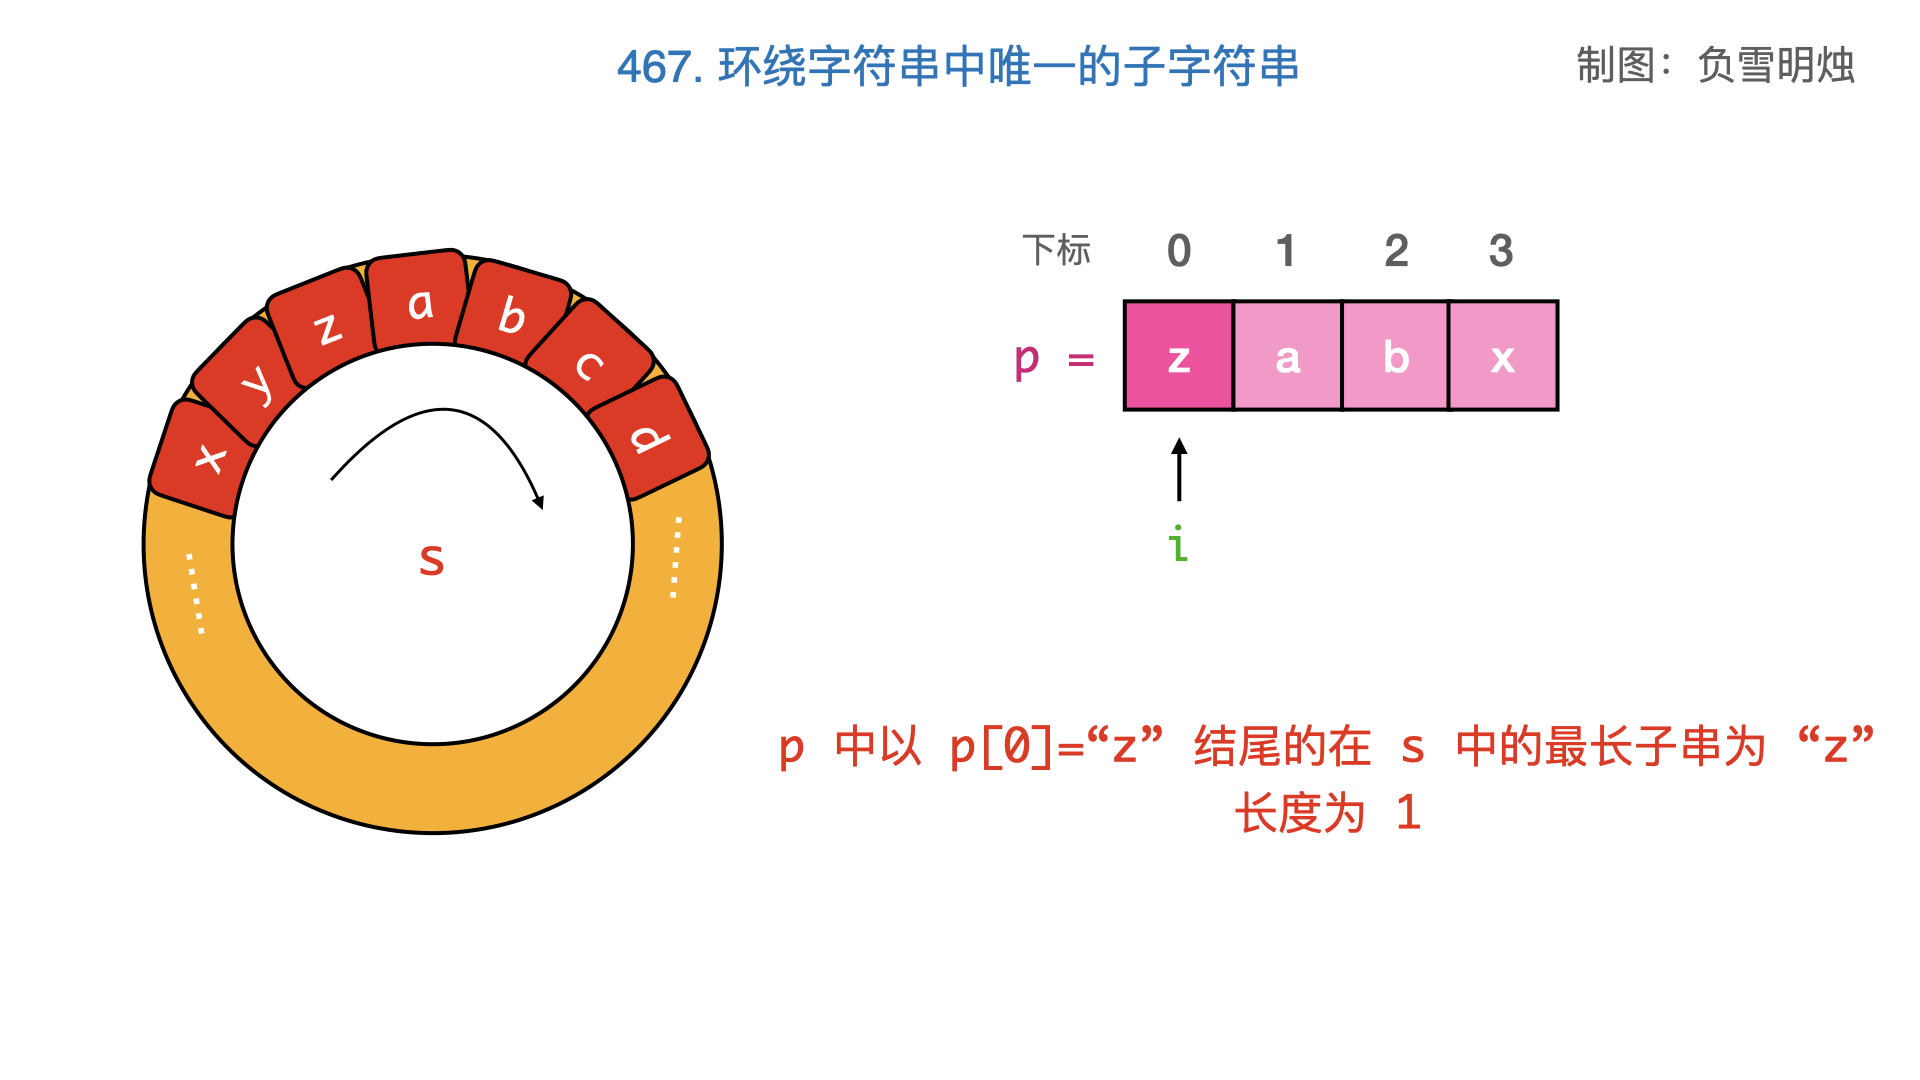 467. 环绕字符串中唯一的子字符串
制图：负雪明烛
下标 0 1 2 3
p = z a b x
i
x y z a b c d
s
p 中以 p[0]=“z” 结尾的在 s 中的最长子串为 “z”
长度为 1